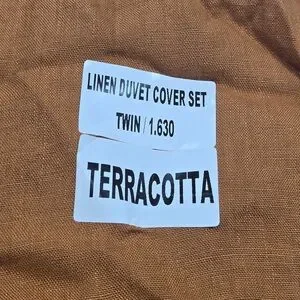 LINEN DUVET COVER SET
TWIN / 1.630
TERRACOTTA